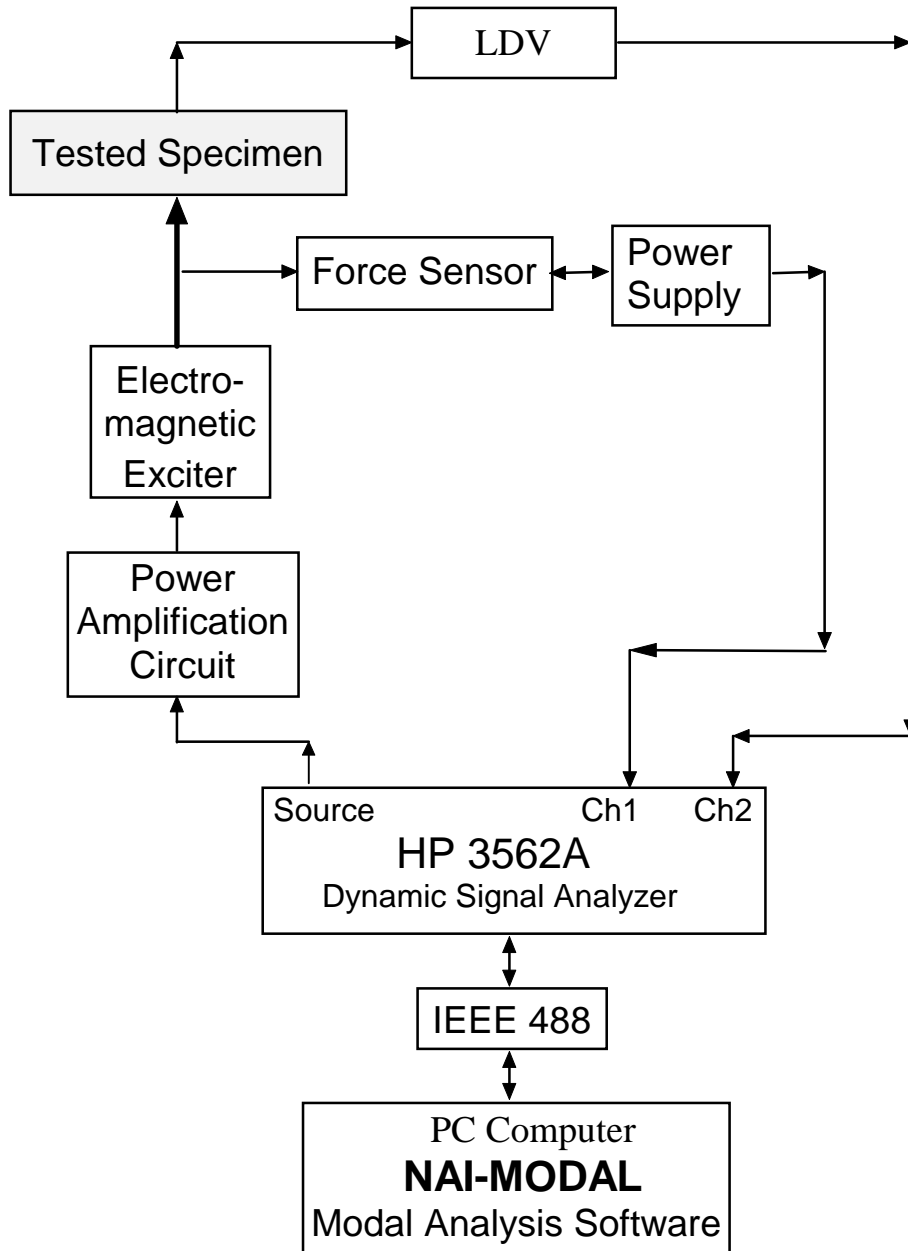 LDV
Tested Specimen
Force Sensor
Power
Supply
Electro-
magnetic
Exciter
Power
Amplification
Circuit
Source
Ch1
Ch2
HP 3562A
Dynamic Signal Analyzer
IEEE 488
PC Computer
NAI-MODAL
Modal Analysis Software